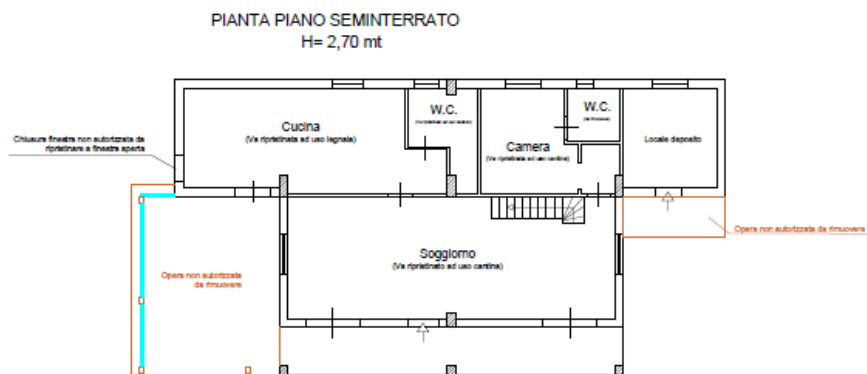 PIANTA PIANO SEMINTERRATO
H= 2,70 mt
Cucina
(Va ripristinata ad uso legnaia)
W.C.
W.C.
Camera
(Va ripristinata ad uso cantina)
Locale deposito
Chiusura finestre non autorizzata da
ripristinare a finestra aperta
Soggiorno
(Va ripristinato ad uso cantina)
Opera non autorizzata da rimuovere
Opera non autorizzata
da rimuovere